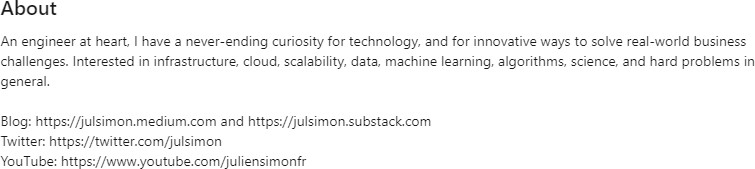 About
An engineer at heart, I have a never-ending curiosity for technology, and for innovative ways to solve real-world business
challenges. Interested in infrastructure, cloud, scalability, data, machine learning, algorithms, science, and hard problems in
general.
Blog: https://julsimon.medium.com and https://julsimon.substack.com
Twitter: https://twitter.com/julsimon
YouTube: https://www.youtube.com/juliensimonfr